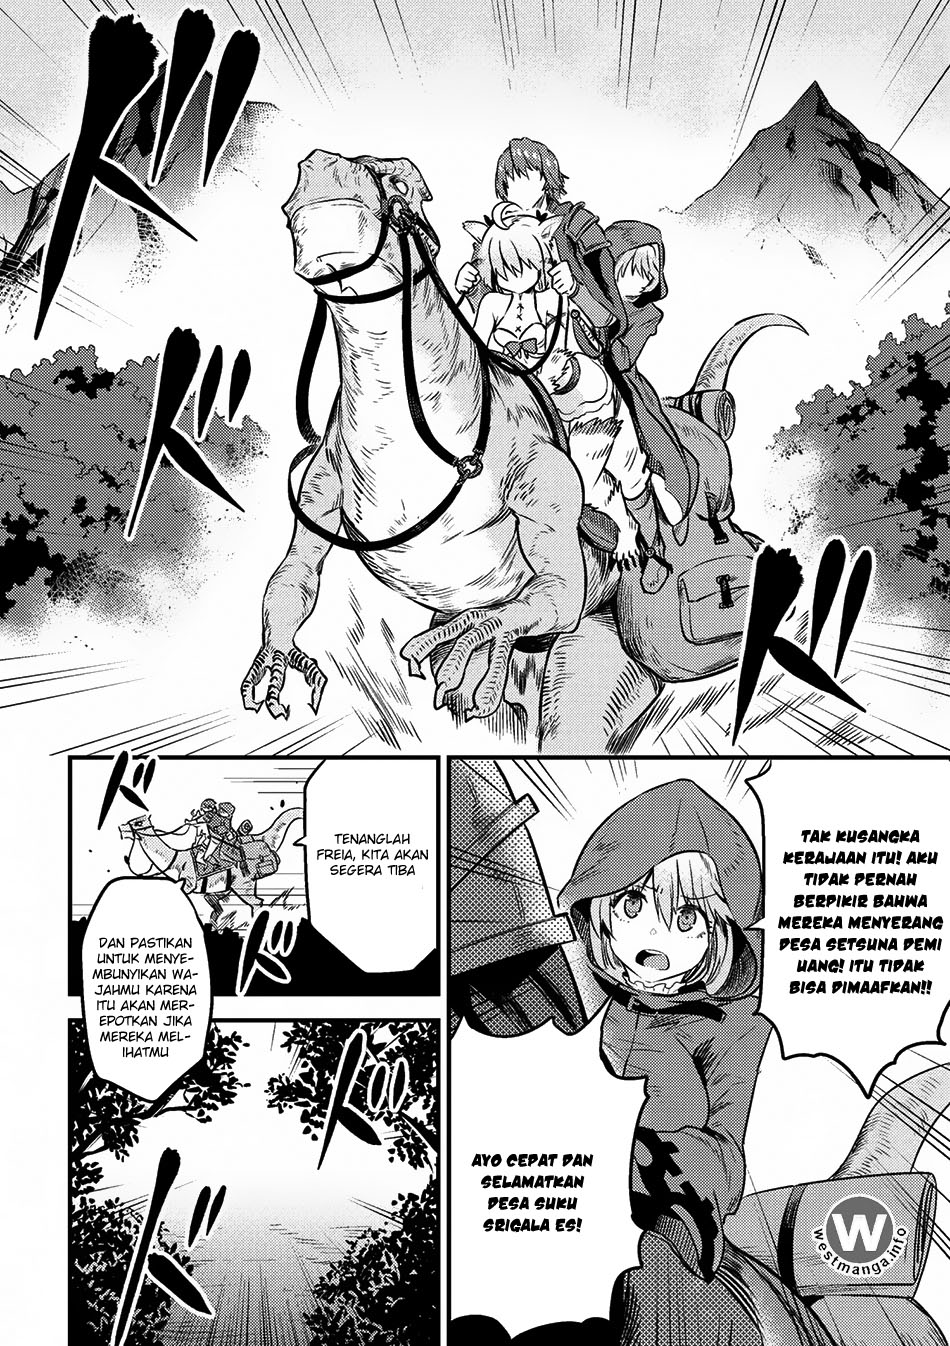 ドド
ド
ド
TAK KUSANGKA
KERAJAAN ITU! AKU
TIDAK PERNAH
BERPIKIR BAHWA
MEREKA MENYERANG
DESA SETSUNA DEMI
UANG! ITU TIDAK
BISA DIMAAFKAN!!
AYO CEPAT DAN
SELAMATKAN
DESA SUKU
SRIGALA ES!
W
westmanga.info
ドド
TENANGLAH
FREIA, KITA AKAN
SEGERA TIBA
DAN PASTIKAN
UNTUK MENYE-
MBUNYIKAN WA-
JAHMU KARENA
ITU AKAN MER-
EPOTKAN JIKA
MEREKA MEL-
IHATMU
ド
ドド
ド